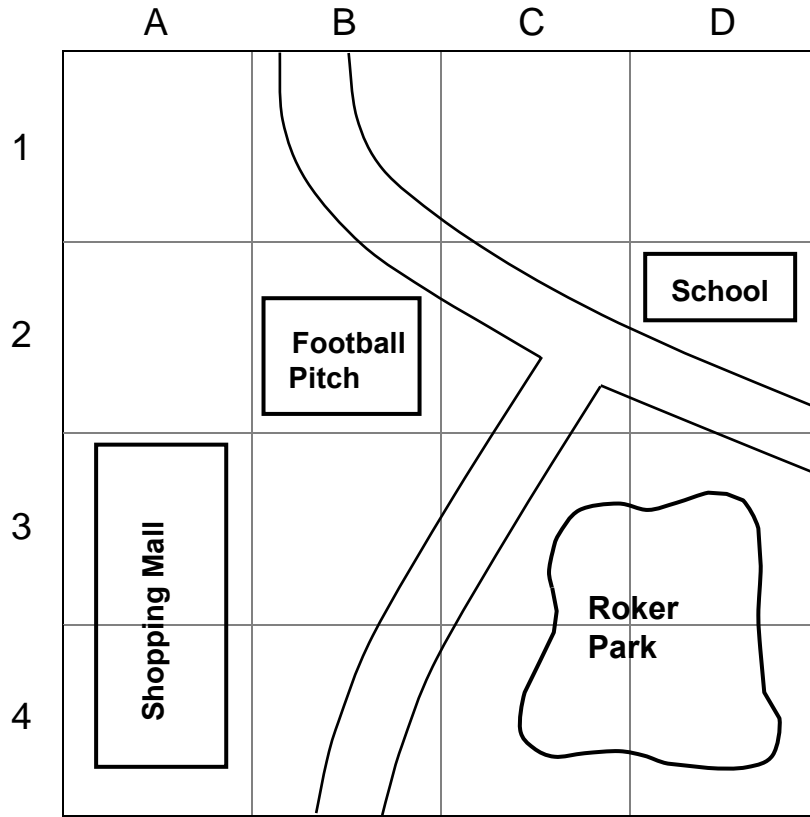 A B C D
1
School
2
Football
Pitch
3
Shopping Mall
Roker
Park
4